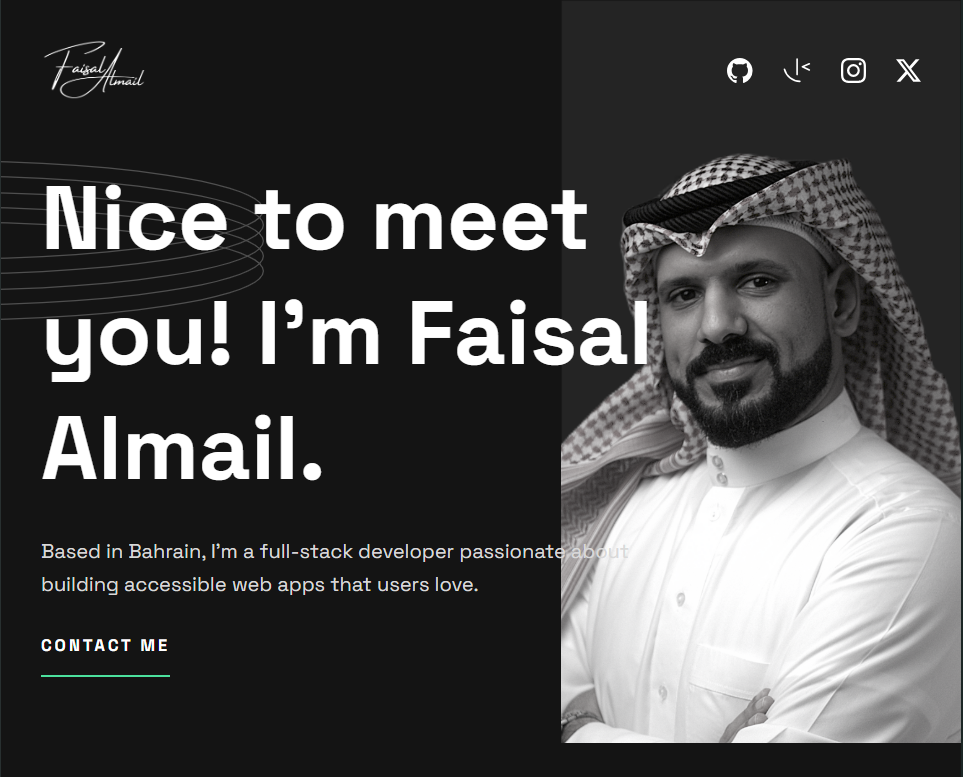 Faisal Almail
Nice to meet
you! I’m Faisal
Almail.
Based in Bahrain, I’m a full-stack developer passionate about
building accessible web apps that users love.
CONTACT ME